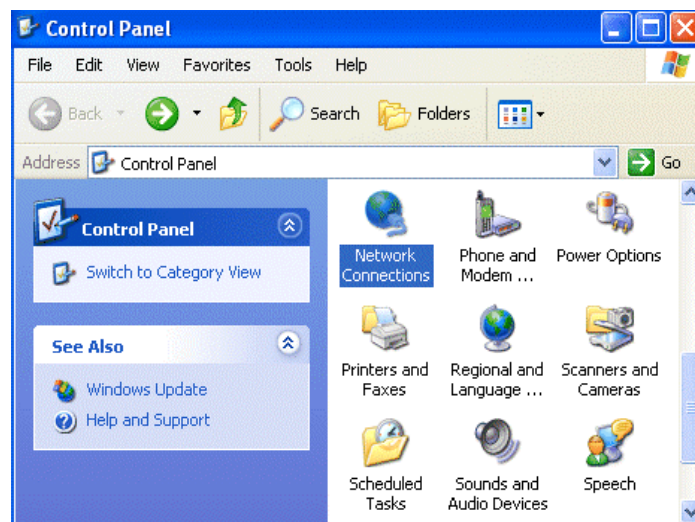 Control Panel
File Edit View Favorites Tools Help
Back Search Folders
Address Control Panel Go
Control Panel
Switch to Category View
See Also
Windows Update
Help and Support
Network Connections
Phone and Modem ...
Power Options
Printers and Faxes
Regional and Language ...
Scanners and Cameras
Scheduled Tasks
Sounds and Audio Devices
Speech